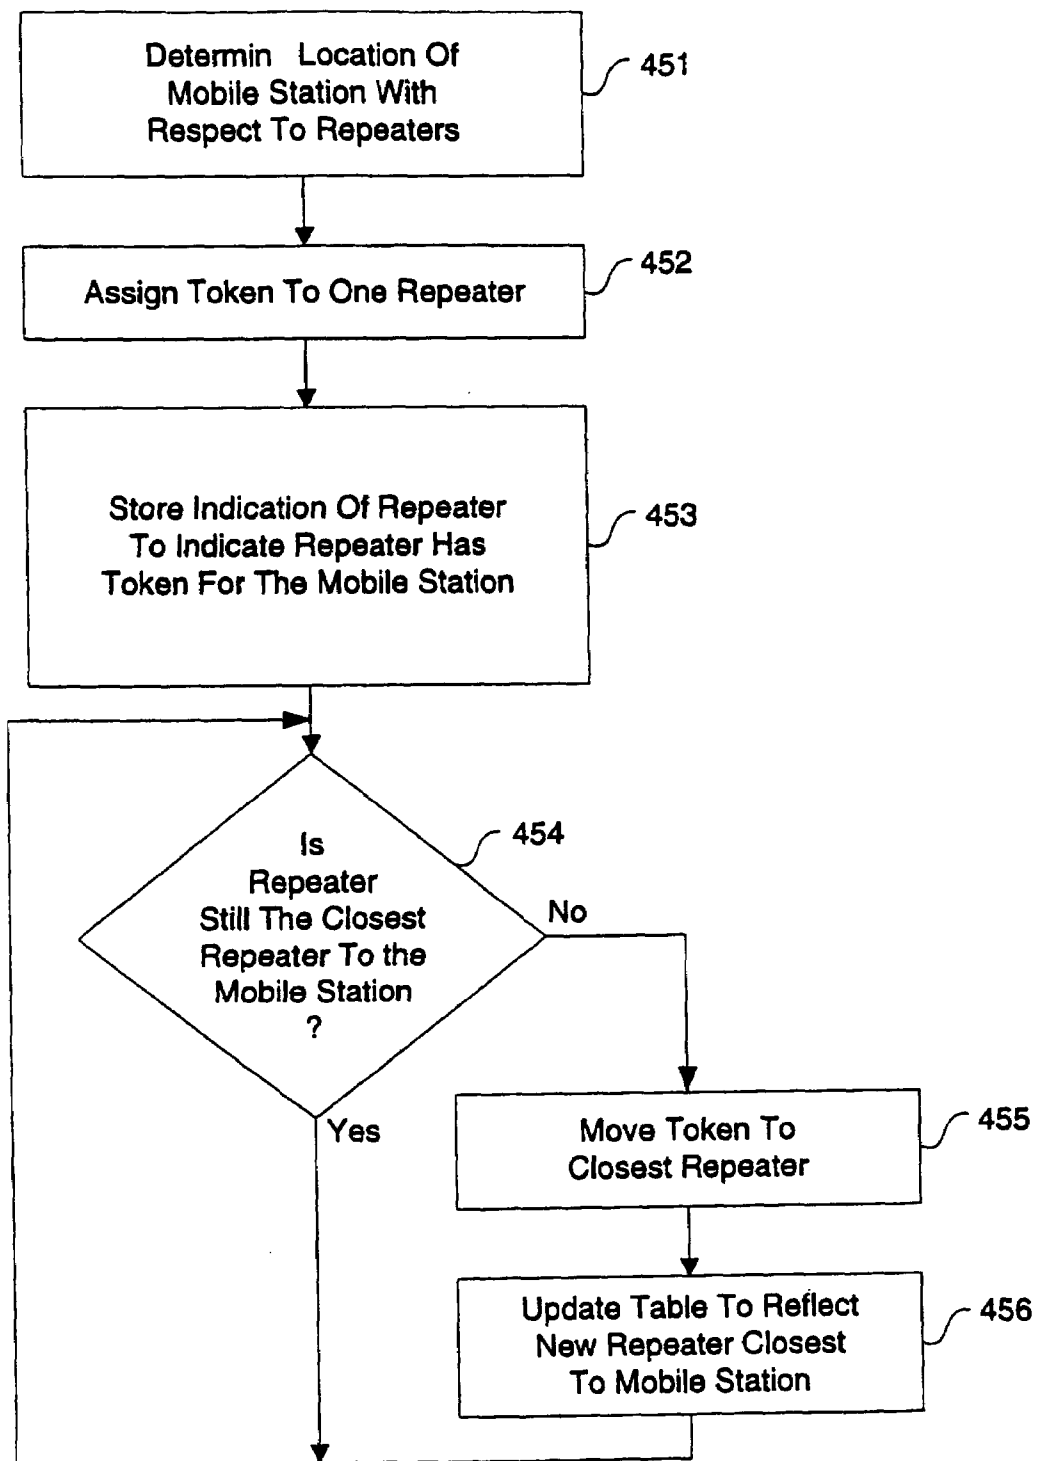 Determin Location Of
Mobile Station With
Respect To Repeaters
451
Assign Token To One Repeater
452
Store Indication Of Repeater
To Indicate Repeater Has
Token For The Mobile Station
453
Is
Repeater
Still The Closest
Repeater To the
Mobile Station
?
454
No
Yes
Move Token To
Closest Repeater
455
Update Table To Reflect
New Repeater Closest
To Mobile Station
456